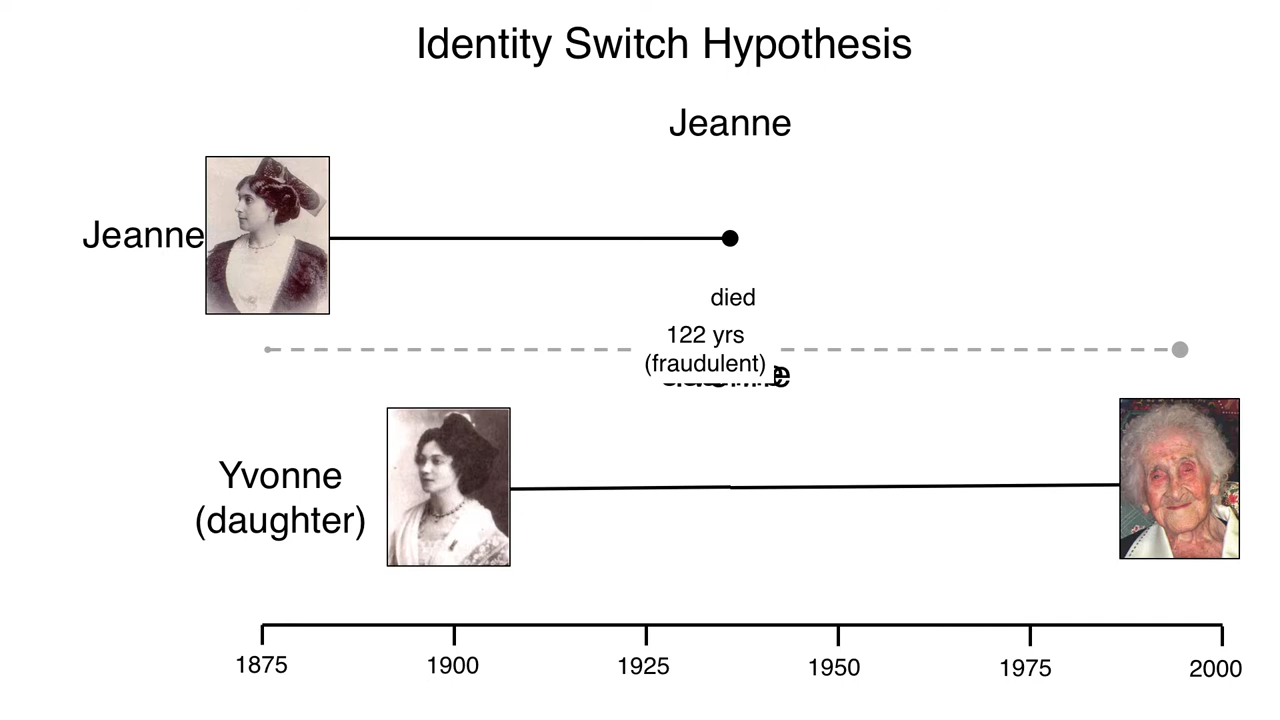 Identity Switch Hypothesis
Jeanne
Jeanne
died
122 yrs
(fraudulent)
Yvonne
(daughter)
1875
1900
1925
1950
1975
2000